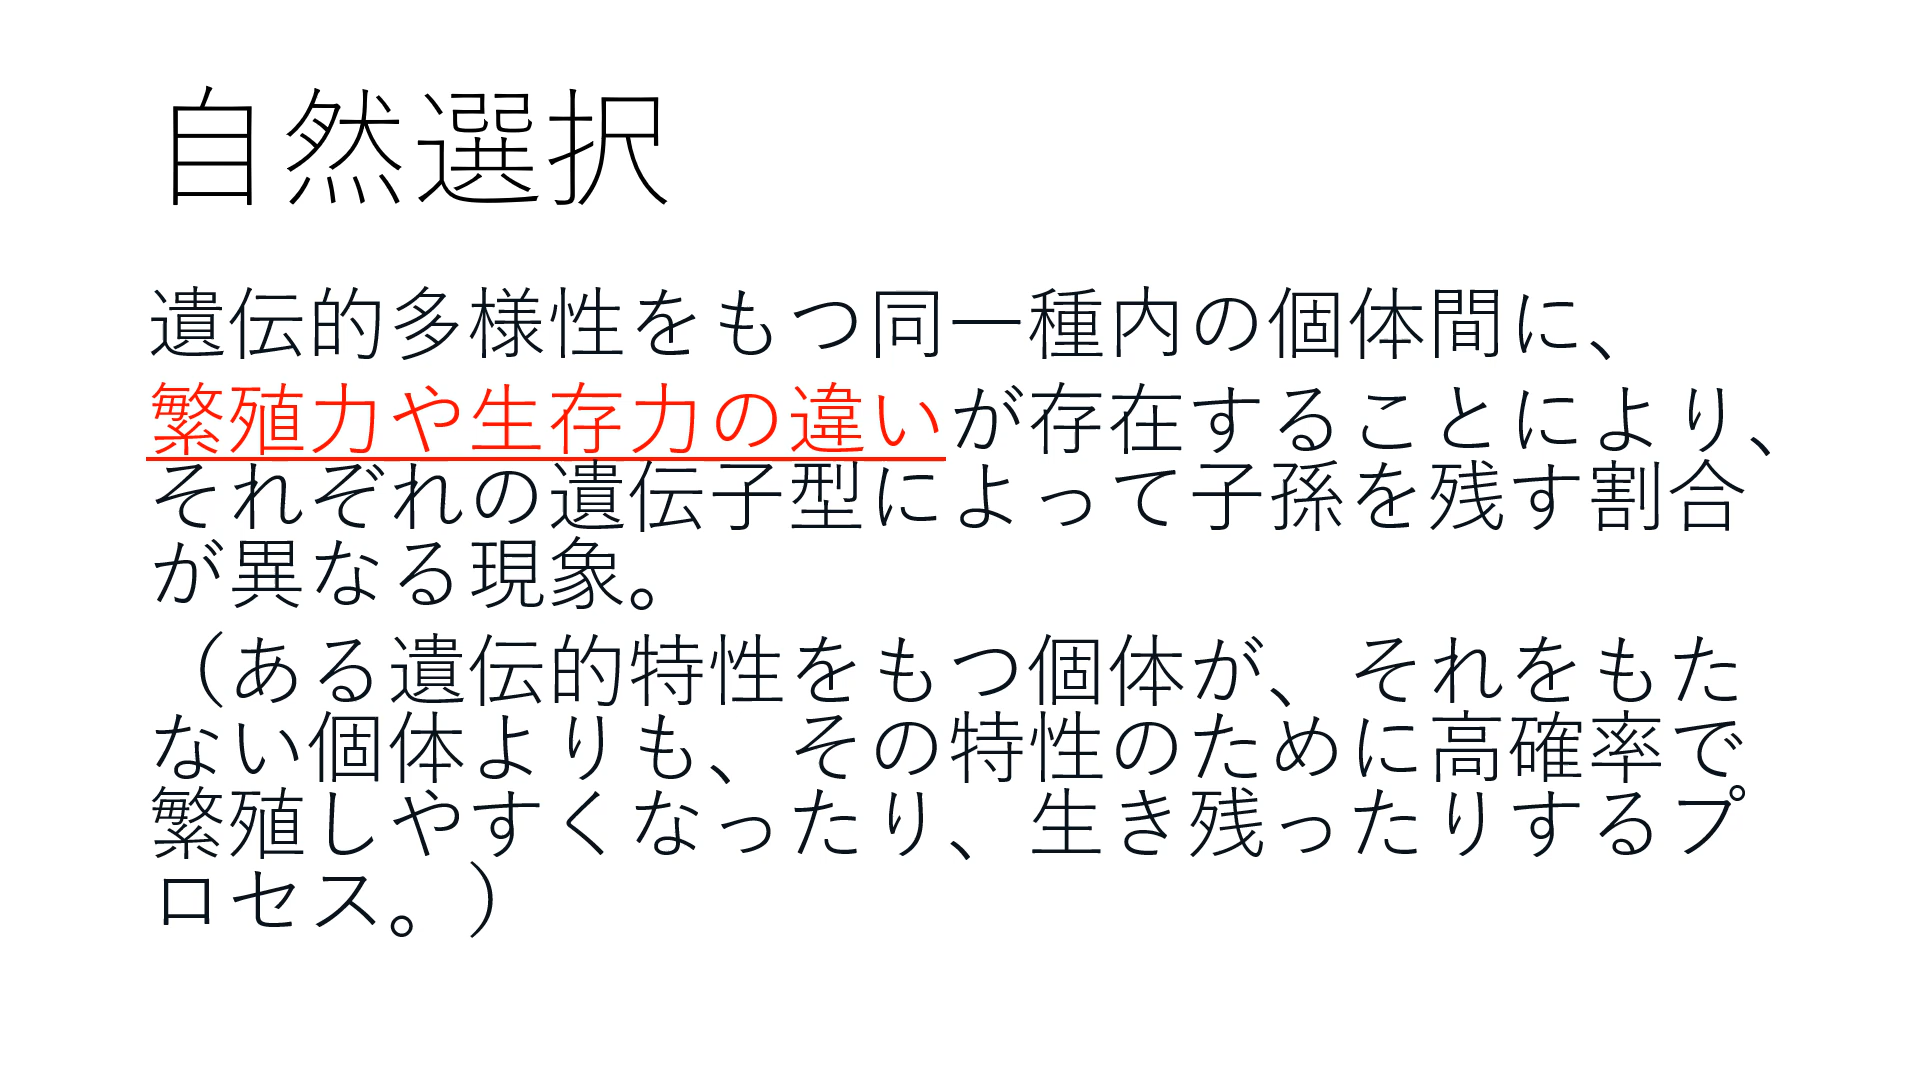 自然選択
遺伝的多様性をもつ同一種内の個体間に、
繁殖力や生存力の違いが存在することにより、
それぞれの遺伝子型によって子孫を残す割合
が異なる現象。
（ある遺伝的特性をもつ個体が、それをもた
ない個体よりも、その特性のために高確率で
繁殖しやすくなったり、生き残ったりするプ
ロセス。）